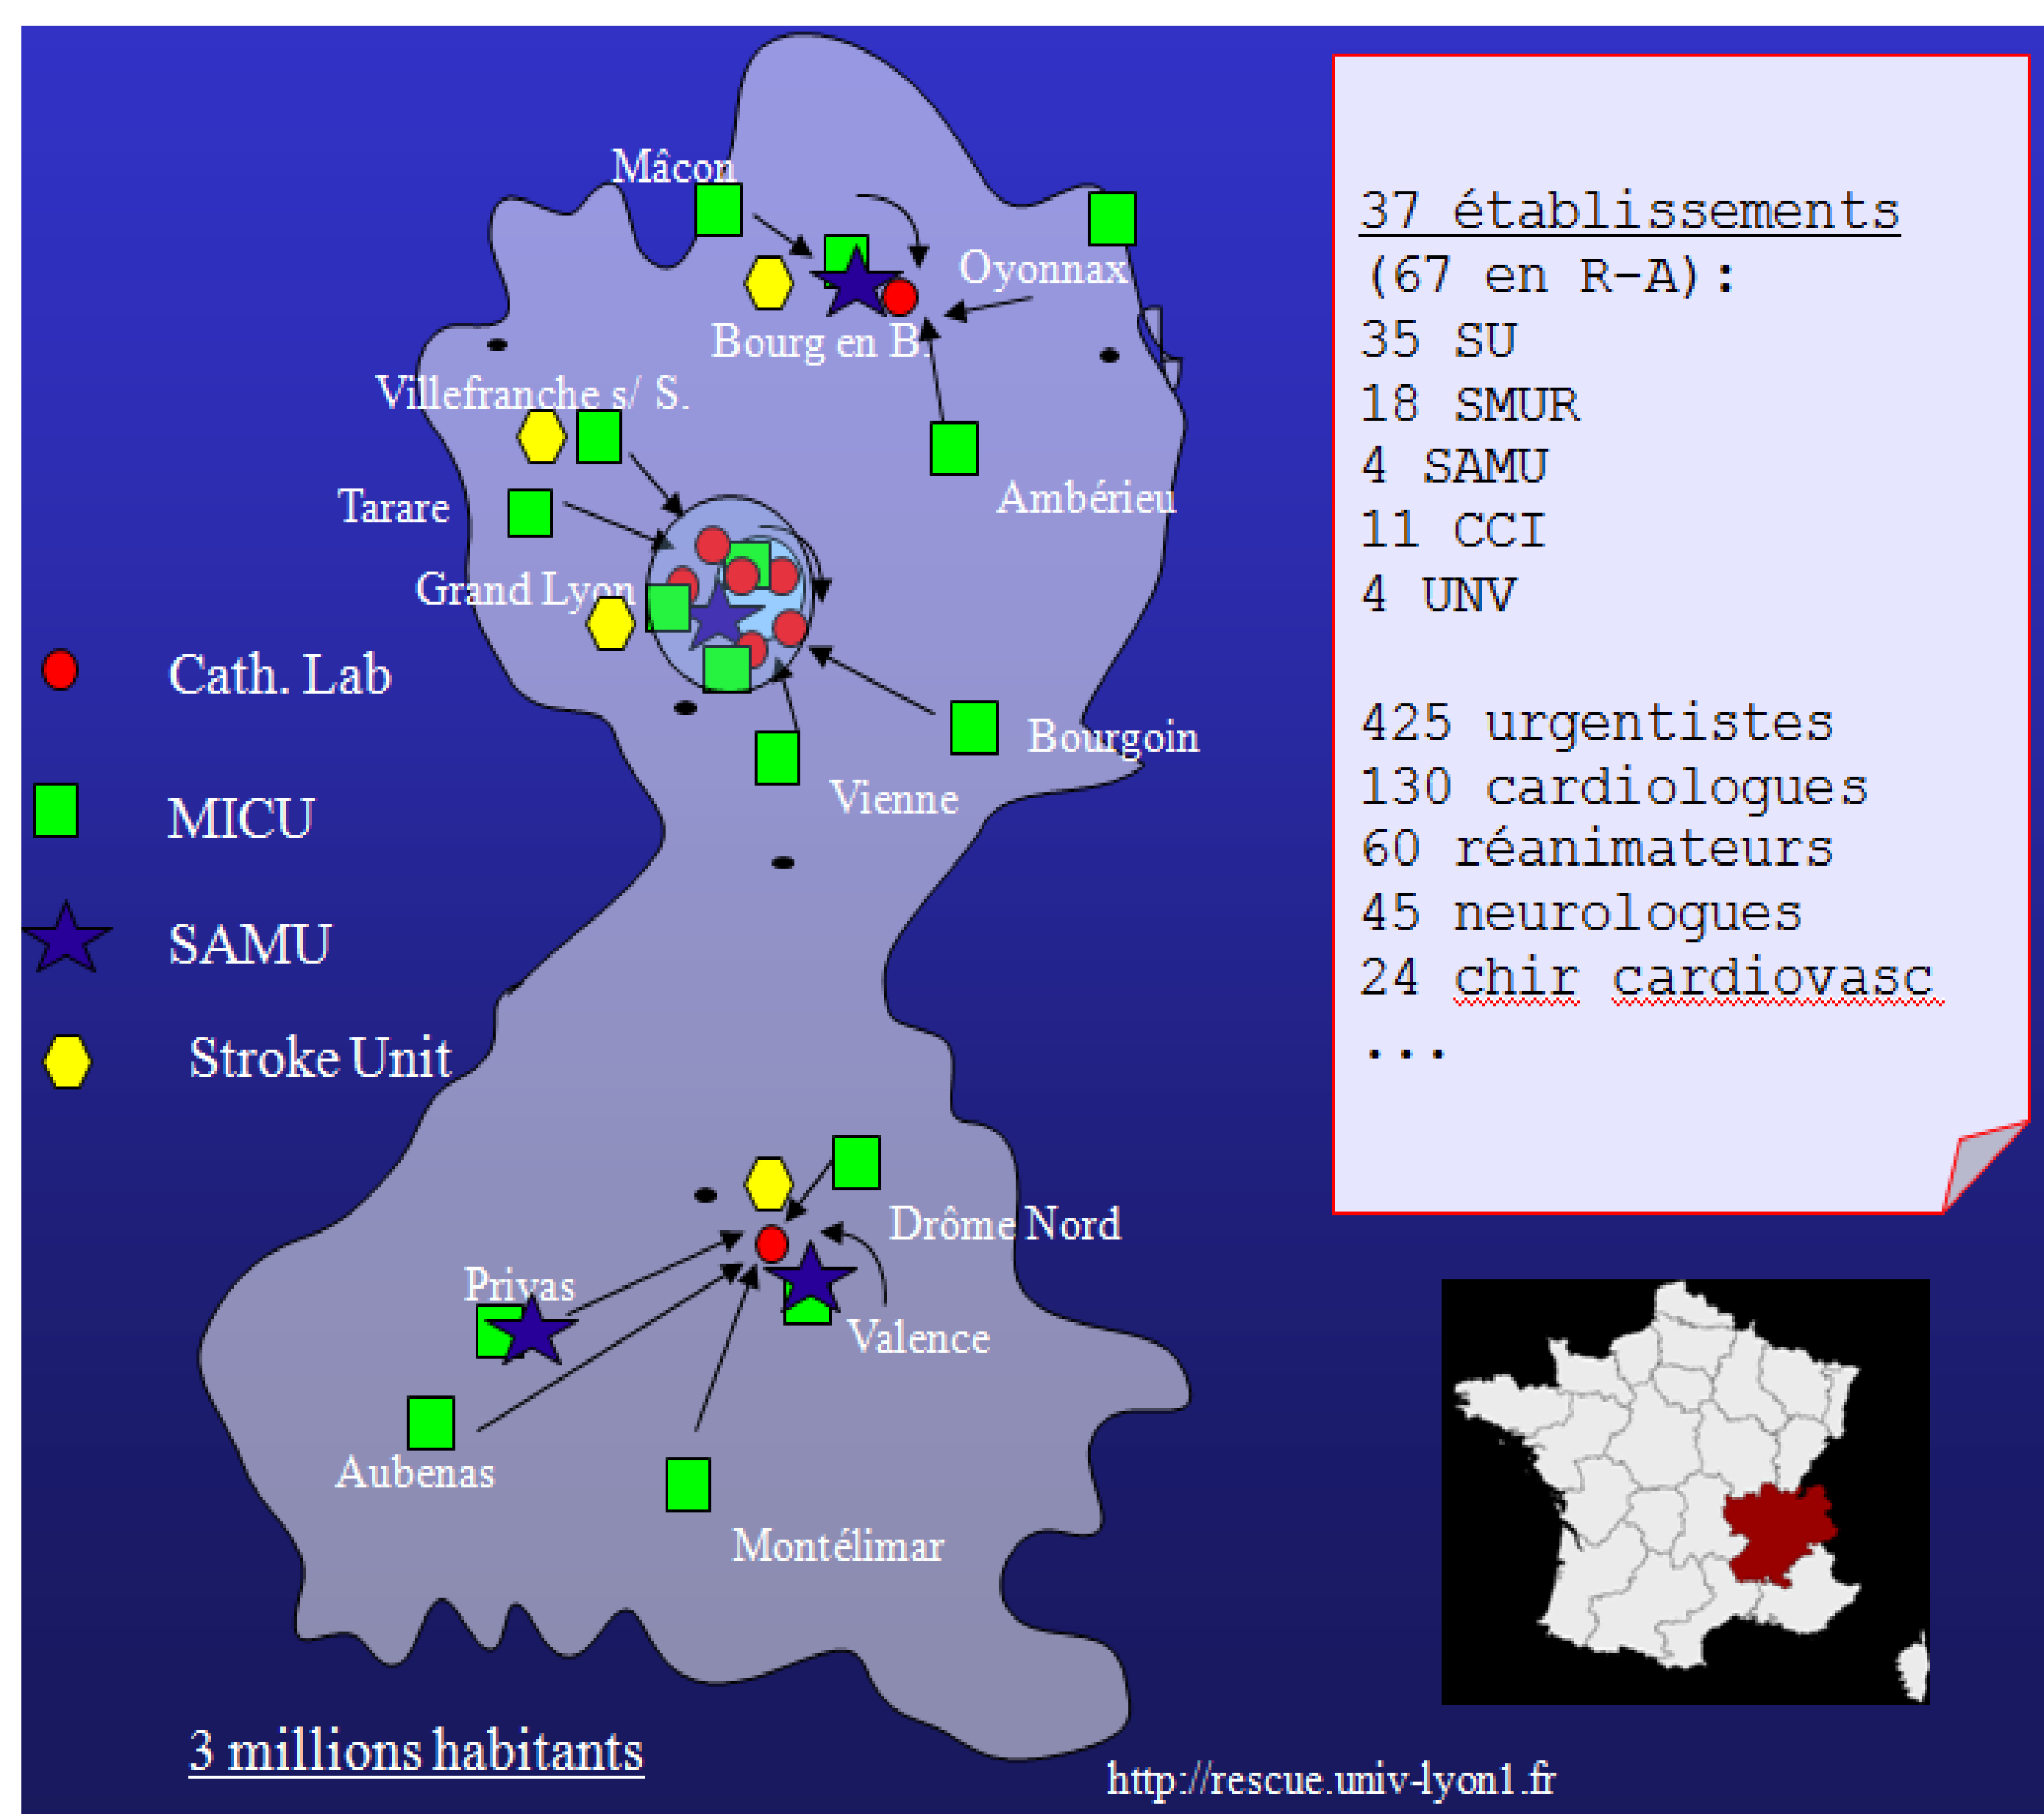 Mâcon
Oyonnax
Bourg en B.
Villefranche s/ S.
Tarare
Ambérieu
Grand Lyon
Bourgoin
Vienne
Cath. Lab
MICU
SAMU
Stroke Unit
Drôme Nord
Privas
Valence
Aubenas
Montélimar
3 millions habitants
http://rescue.univ-lyon1.fr
37 établissements
(67 en R-A):
35 SU
18 SMUR
4 SAMU
11 CCI
4 UNV
425 urgentistes
130 cardiologues
60 réanimateurs
45 neurologues
24 chir cardiovasc
...